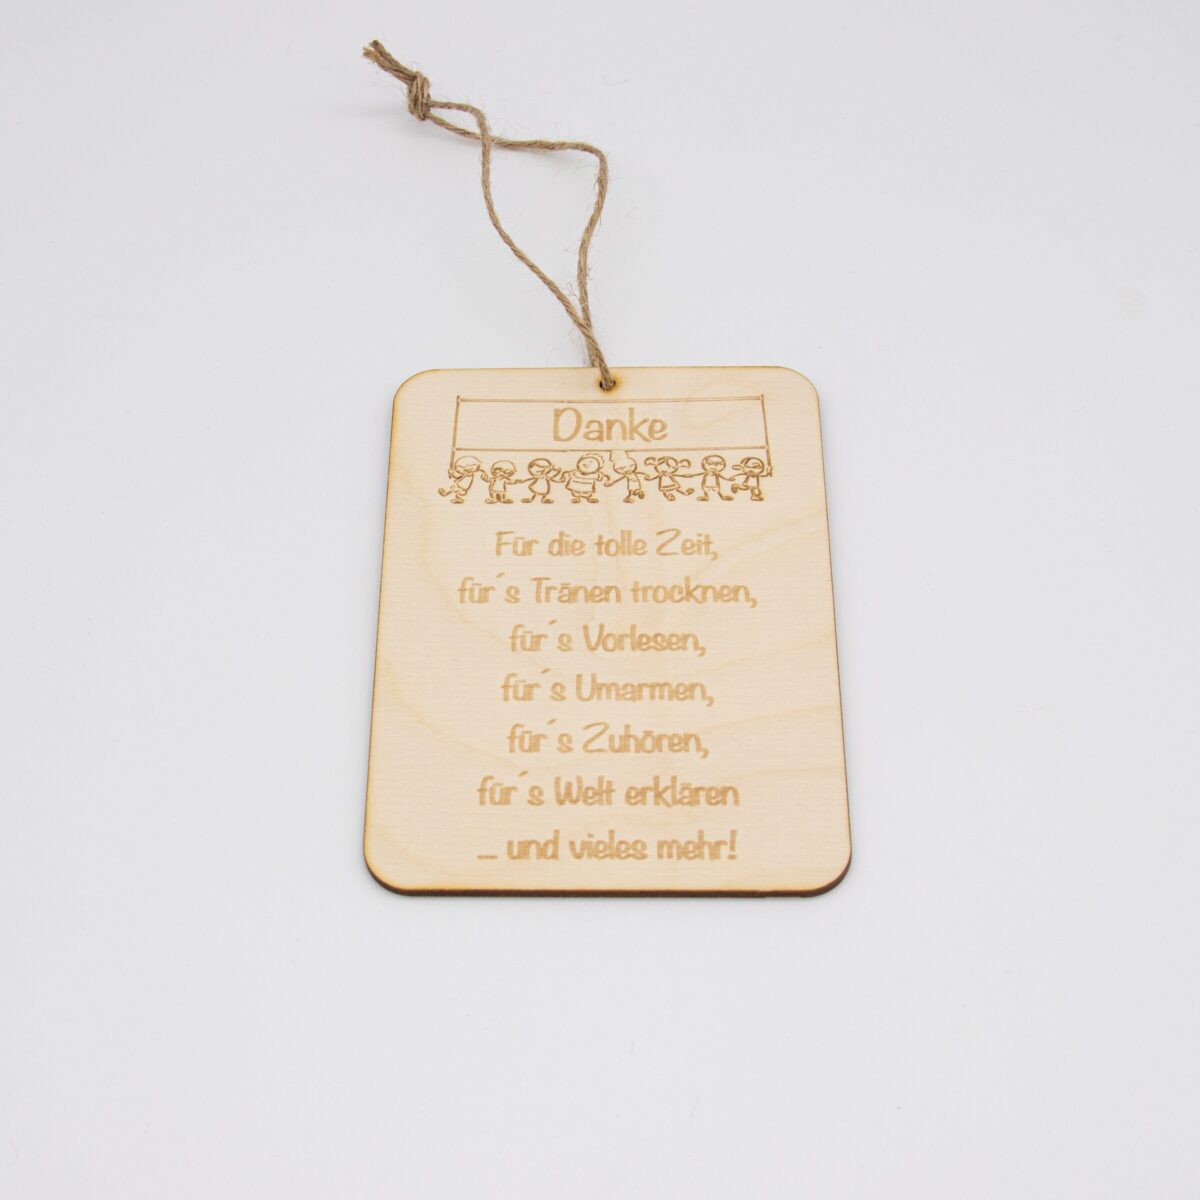 Danke
Für die tolle Zeit,
für´s Tränen trocknen,
für´s Vorlesen,
für´s Umarmen,
für´s Zuhören,
für´s Welt erklären
... und vieles mehr!